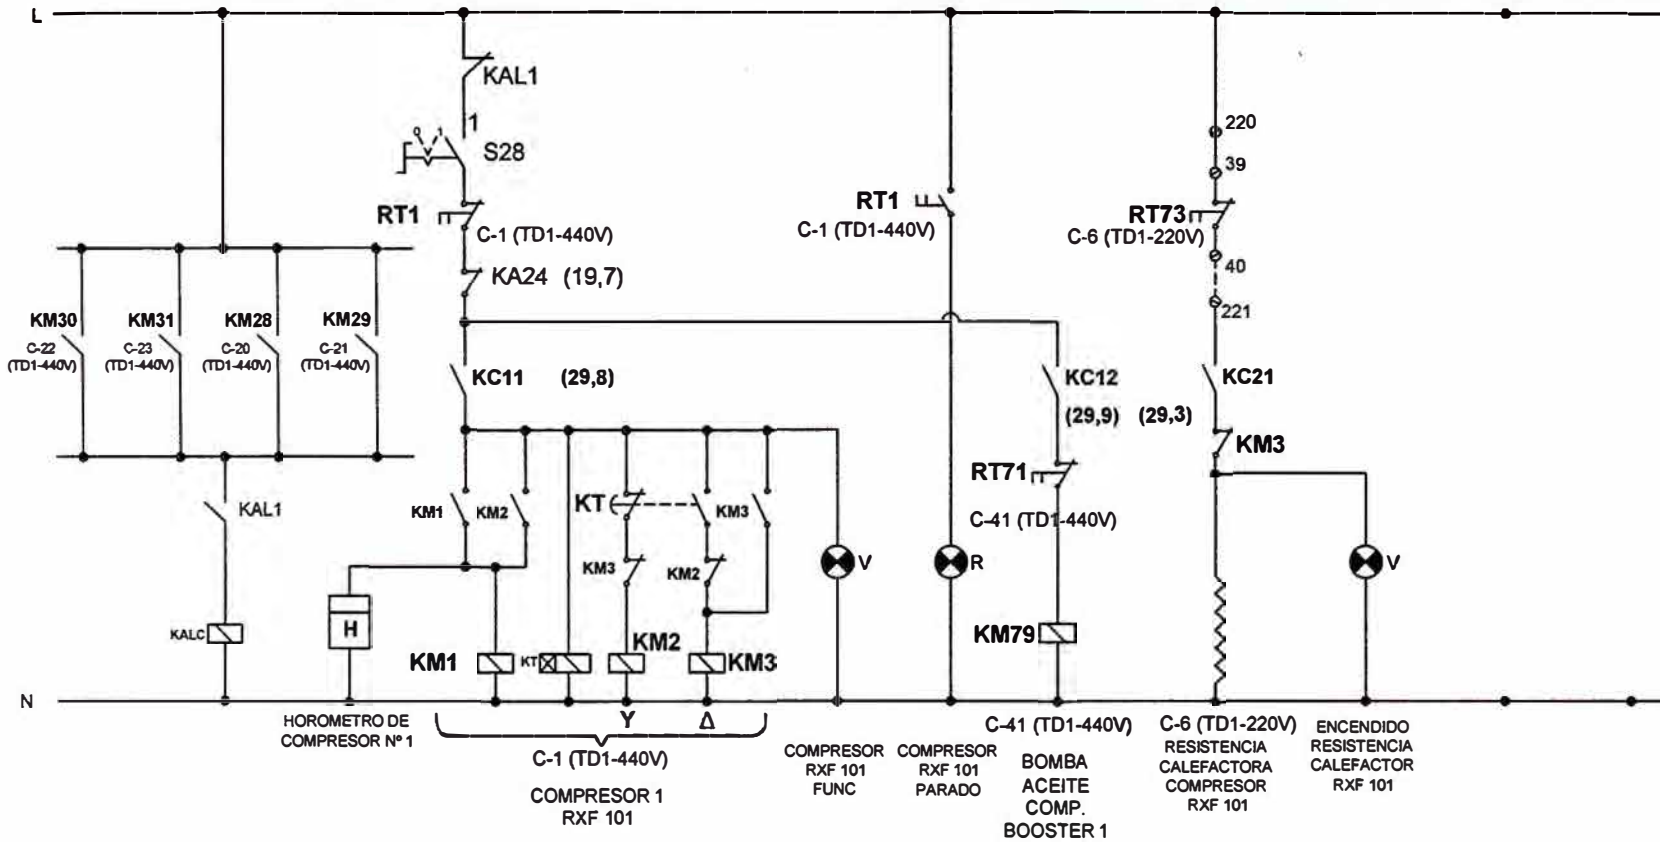 L
KAL1
0 1
1
S28
RT1
C-1 (TD1-440V)
KA24 (19,7)
RT1
C-1 (TD1-440V)
220
39
RT73
C-6 (TD1-220V)
40
221
KM30
C-22
(TD1-440V)
KM31
C-23
(TD1-440V)
KM28
C-20
(TD1-440V)
KM29
C-21
(TD1-440V)
KC11 (29,8)
KC12
(29,9)
KC21
(29,3)
KM3
KAL1
KM1
KM2
KT
KM3
RT71
C-41 (TD1-440V)
KM3
KM2
V
R
V
KALC
H
KM1
KT
KM2
KM3
KM79
N
HOROMETRO DE
COMPRESOR Nº 1
Y
Δ
C-1 (TD1-440V)
COMPRESOR 1
RXF 101
COMPRESOR
RXF 101
FUNC
COMPRESOR
RXF 101
PARADO
C-41 (TD1-440V)
BOMBA
ACEITE
COMP.
BOOSTER 1
C-6 (TD1-220V)
RESISTENCIA
CALEFACTORA
COMPRESOR
RXF 101
ENCENDIDO
RESISTENCIA
CALEFACTOR
RXF 101